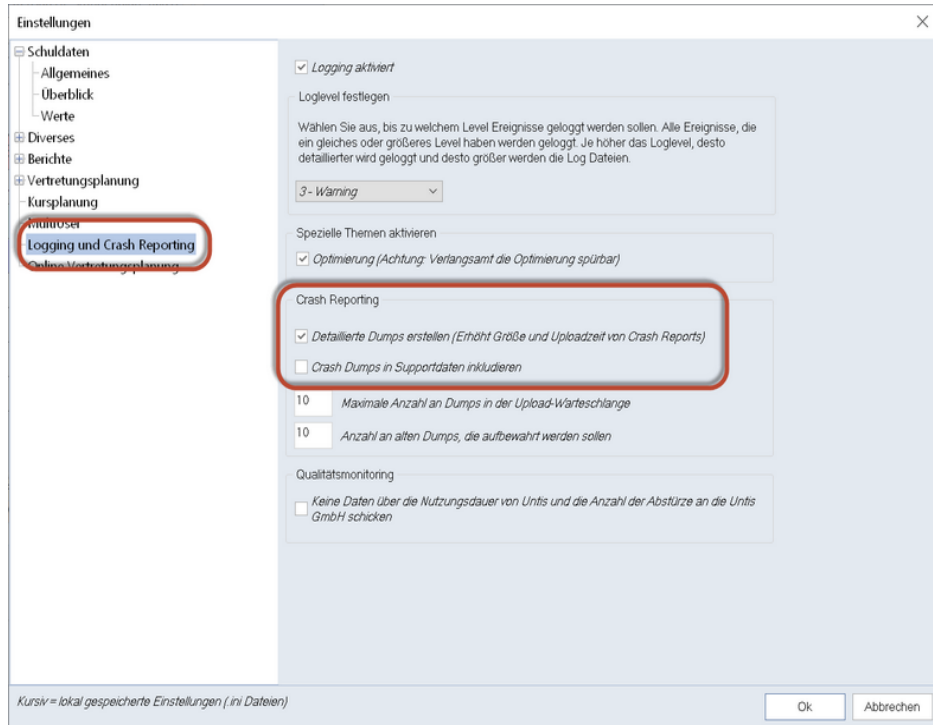 Einstellungen
Schuldaten
Allgemeines
Überblick
Werte
Diverses
Berichte
Vertretungsplanung
Kursplanung
MultiUser
Logging und Crash Reporting
Online-Vertretungsplanung
Logging aktiviert
Loglevel festlegen
Wählen Sie aus, bis zu welchem Level Ereignisse geloggt werden sollen. Alle Ereignisse, die
ein gleiches oder größeres Level haben werden geloggt. Je höher das Loglevel, desto
detaillierter wird geloggt und desto größer werden die Log Dateien.
3 - Warning
Spezielle Themen aktivieren
Optimierung (Achtung: Verlangsamt die Optimierung spürbar)
Crash Reporting
Detaillierte Dumps erstellen (Erhöht Größe und Uploadzeit von Crash Reports)
Crash Dumps in Supportdaten inkludieren
10 Maximale Anzahl an Dumps in der Upload-Warteschlange
10 Anzahl an alten Dumps, die aufbewahrt werden sollen
Qualitätsmonitoring
Keine Daten über die Nutzungsdauer von Untis und die Anzahl der Abstürze an die Untis
GmbH schicken
Kursiv = lokal gespeicherte Einstellungen (.ini Dateien)
Ok
Abbrechen